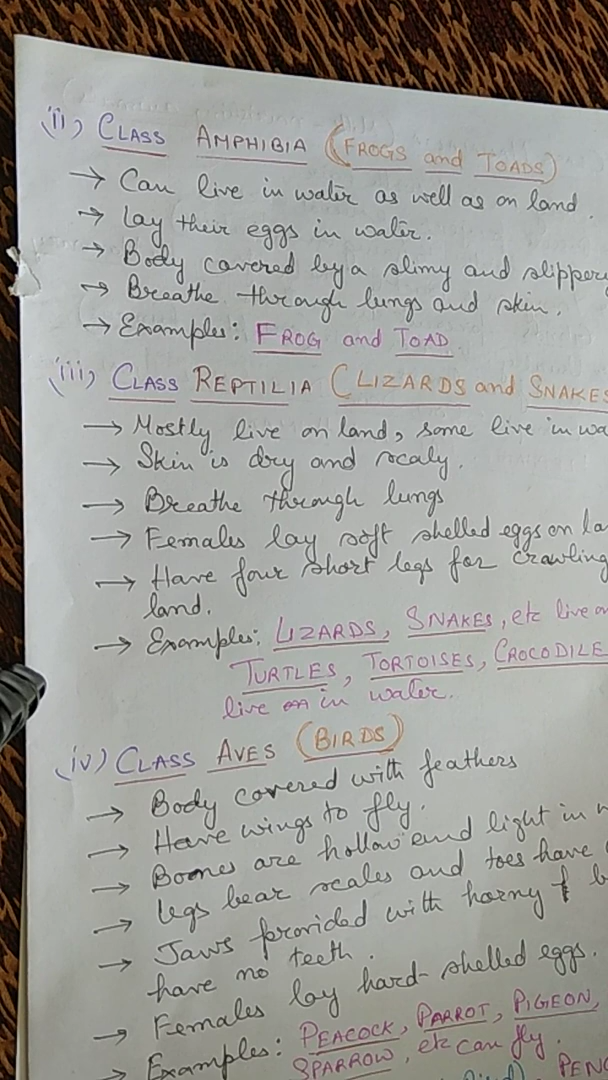 (ii) CLASS AMPHIBIA (FROGS and TOADS)
→ Can live in water as well as on land.
→ Lay their eggs in water.
→ Body covered by a slimy and slippery
→ Breathe through lungs and skin.
→ Examples: FROG and TOAD.
(iii) CLASS REPTILIA (LIZARDS and SNAKES
→ Mostly live on land, some live in wa
→ Skin is dry and scaly.
→ Breathe through lungs
→ Females lay soft shelled eggs on la
→ Have four short legs for crawling
land.
→ Examples: LIZARDS, SNAKES, etc live on
TURTLES, TORTOISES, CROCODILE
live in water.
(iv) CLASS AVES (BIRDS)
→ Body covered with feathers
→ Have wings to fly.
→ Bones are hollow and light in
→ Legs bear scales and toes have
→ Jaws provided with horny
have no teeth.
→ Females lay hard-shelled eggs.
→ Examples: PEACOCK, PARROT, PIGEON,
SPARROW, etc can fly.
PEN